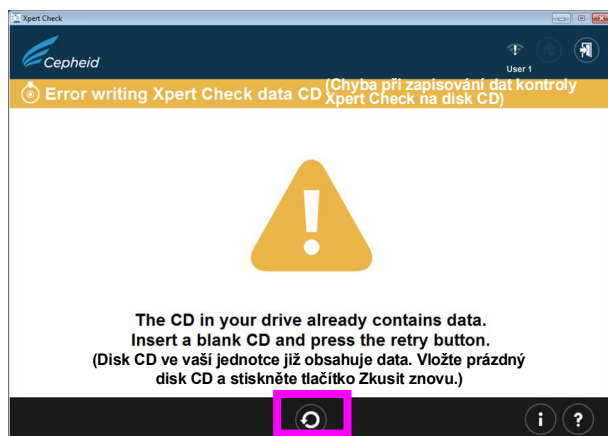 Xpert Check
Cepheid
User 1
Error writing Xpert Check data CD (Chyba při zapisování dat kontroly
Xpert Check na disk CD)
The CD in your drive already contains data.
Insert a blank CD and press the retry button.
(Disk CD ve vaší jednotce již obsahuje data. Vložte prázdný
disk CD a stiskněte tlačítko Zkusit znovu.)
i ?